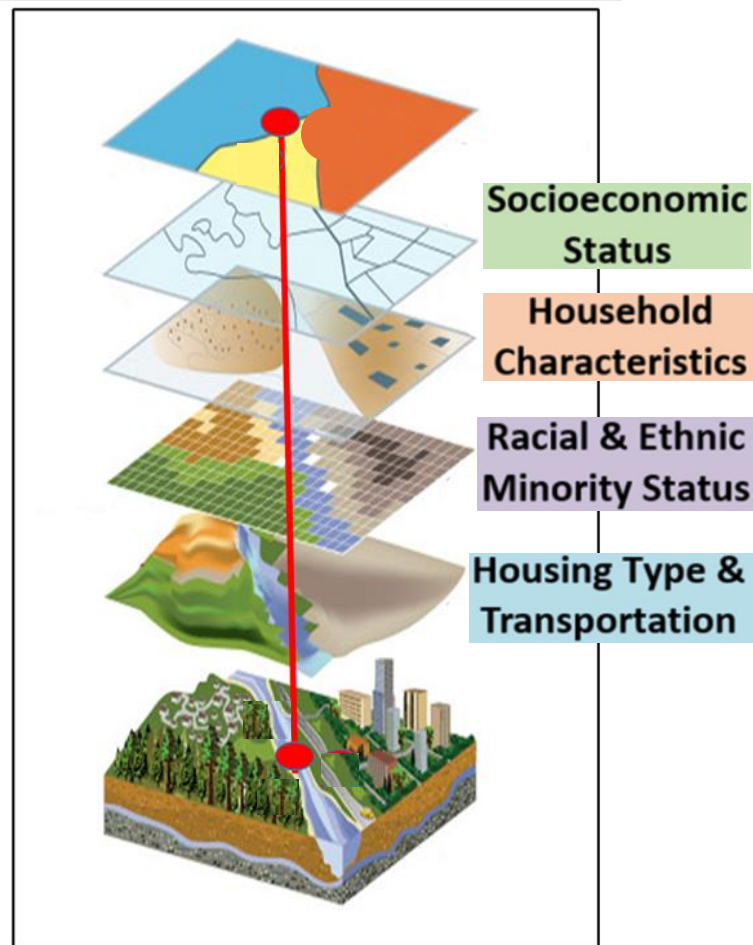 Socioeconomic
Status
Household
Characteristics
Racial & Ethnic
Minority Status
Housing Type &
Transportation